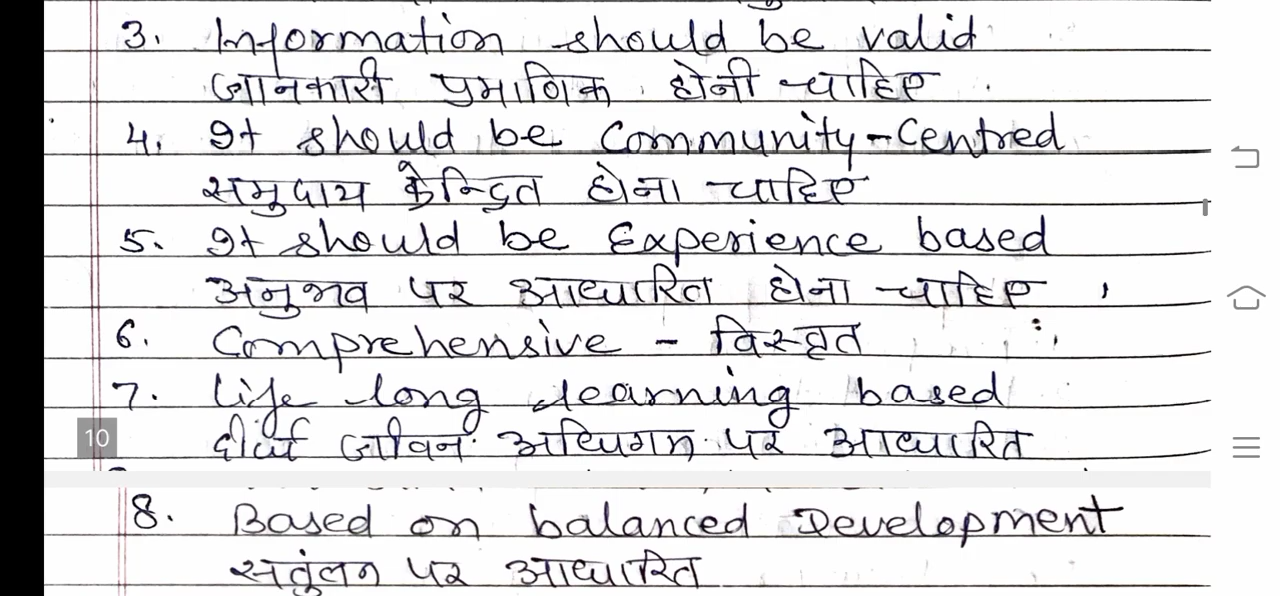 3. Information should be valid
जानकारी प्रमाणिक होनी चाहिए
4. It should be Community-Centred
समुदाय केन्द्रित होना चाहिए
5. It should be Experience based
अनुभव पर आधारित होना चाहिए
6. Comprehensive - विस्तृत
7. Life long learning based
दीर्घ जीवन अधिगम पर आधारित
10
8. Based on balanced Development
सतुंलन पर आधारित